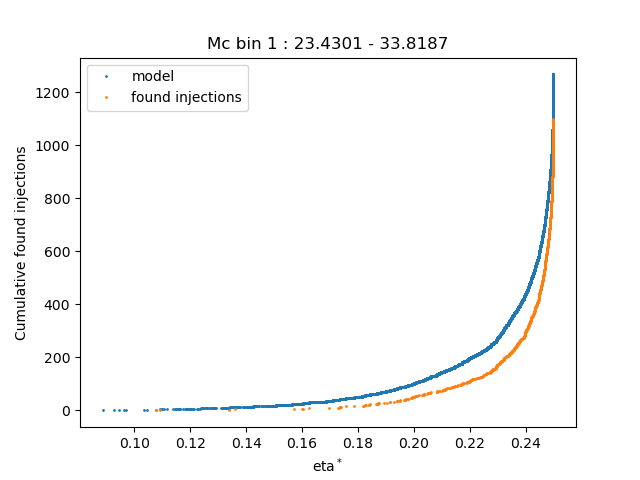 Mc bin 1 : 23.4301 - 33.8187
model
found injections
Cumulative found injections
1200
1000
800
600
400
200
0
0.10 0.12 0.14 0.16 0.18 0.20 0.22 0.24
eta*